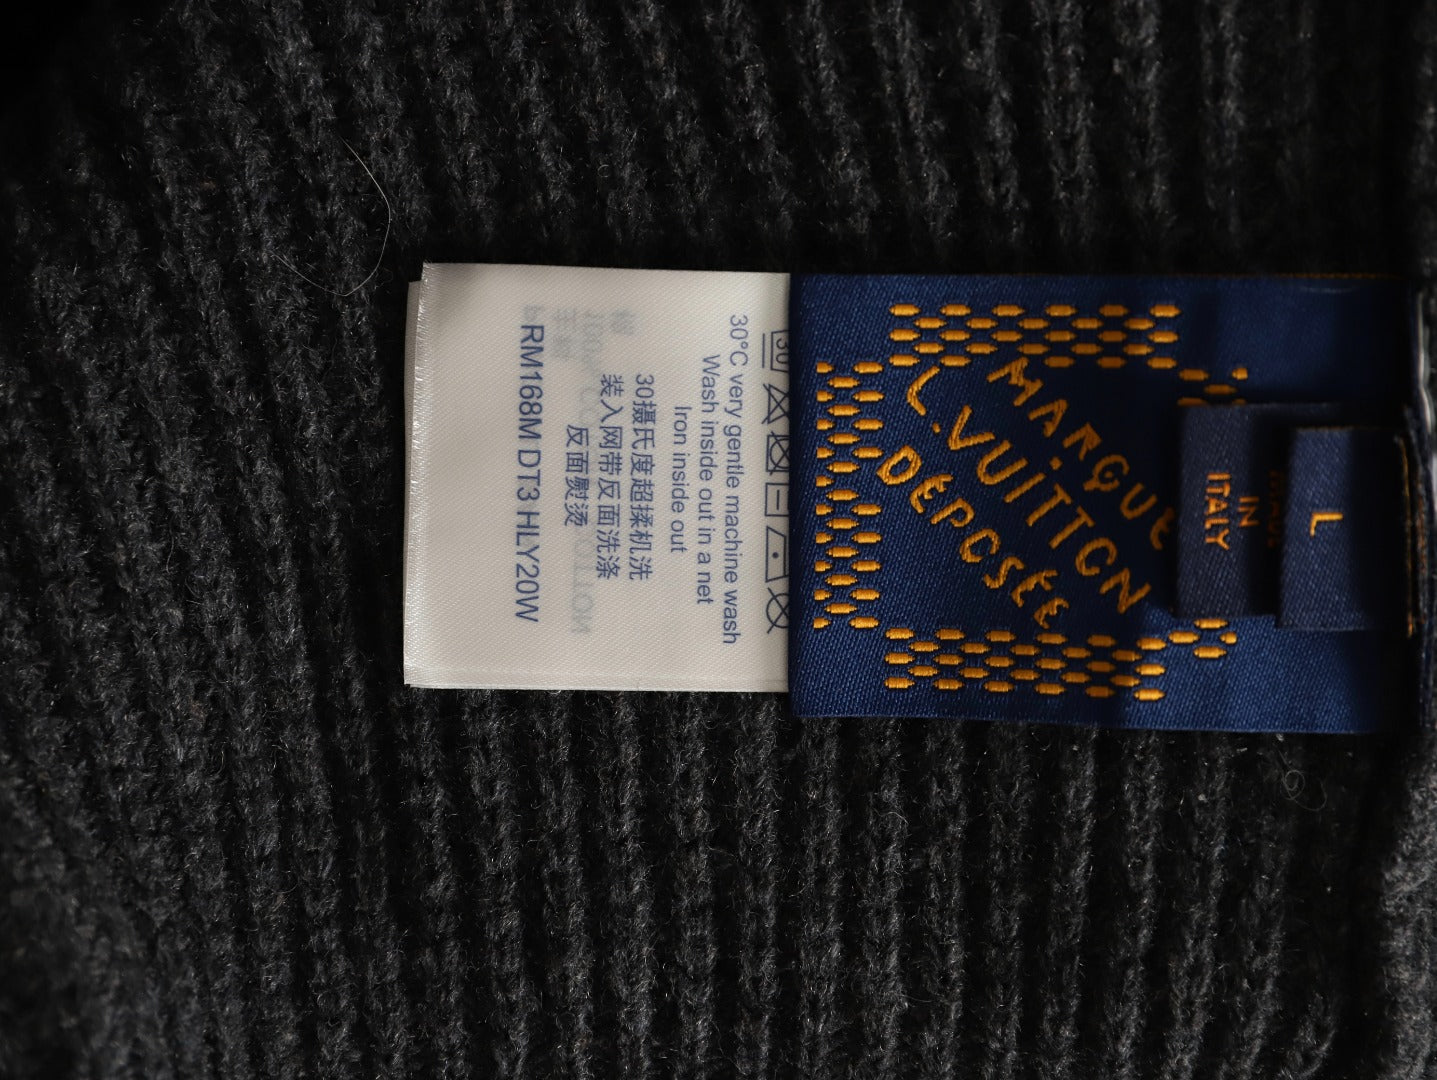 MARQUE
L.VUITTON
DÉPOSÉE
MADE
IN
ITALY
L
30
30°C very gentle machine wash
Wash inside out in a net
Iron inside out
30摄氏度超揉机洗
装入网带反面洗涤
反面熨烫
RM168M DT3 HLY20W